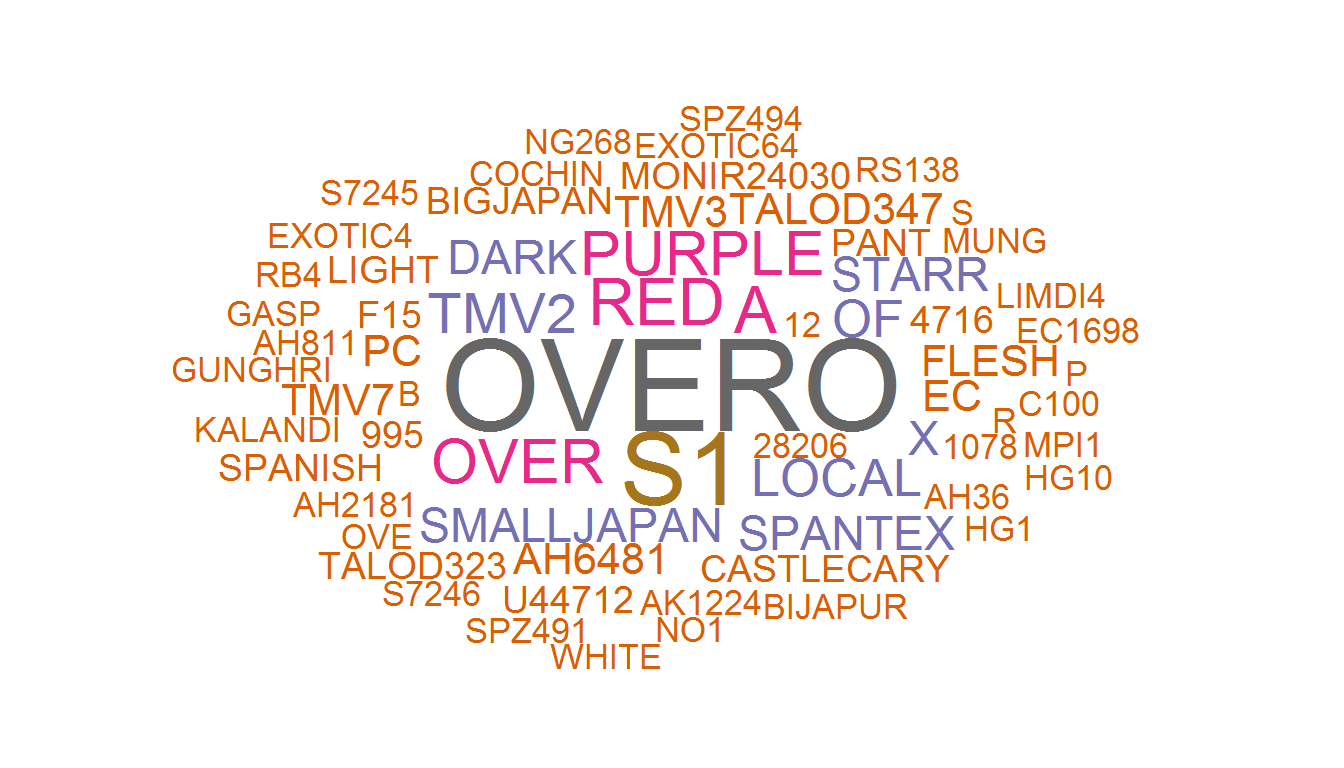 SPZ494
NG268 EXOTIC64
COCHIN MONIR24030 RS138
S7245 BIGJAPAN TMV3 TALOD347 S
EXOTIC4 DARK PURPLE PANT MUNG
RB4 LIGHT STARR
TMV2 RED A 12 OF 4716 LIMDI4
GASP F15 EC1698
AH811 PC OVERO FLESH P
GUNGHRI
TMV7 B EC C100
KALANDI 995 R
OVER S1 28206 X 1078 MPI1
SPANISH LOCAL HG10
AH2181 AH36
OVE SMALLJAPAN SPANTEX HG1
TALOD323 AH6481 CASTLECARY
S7246 U44712 AK1224 BIJAPUR
SPZ491 NO1
WHITE